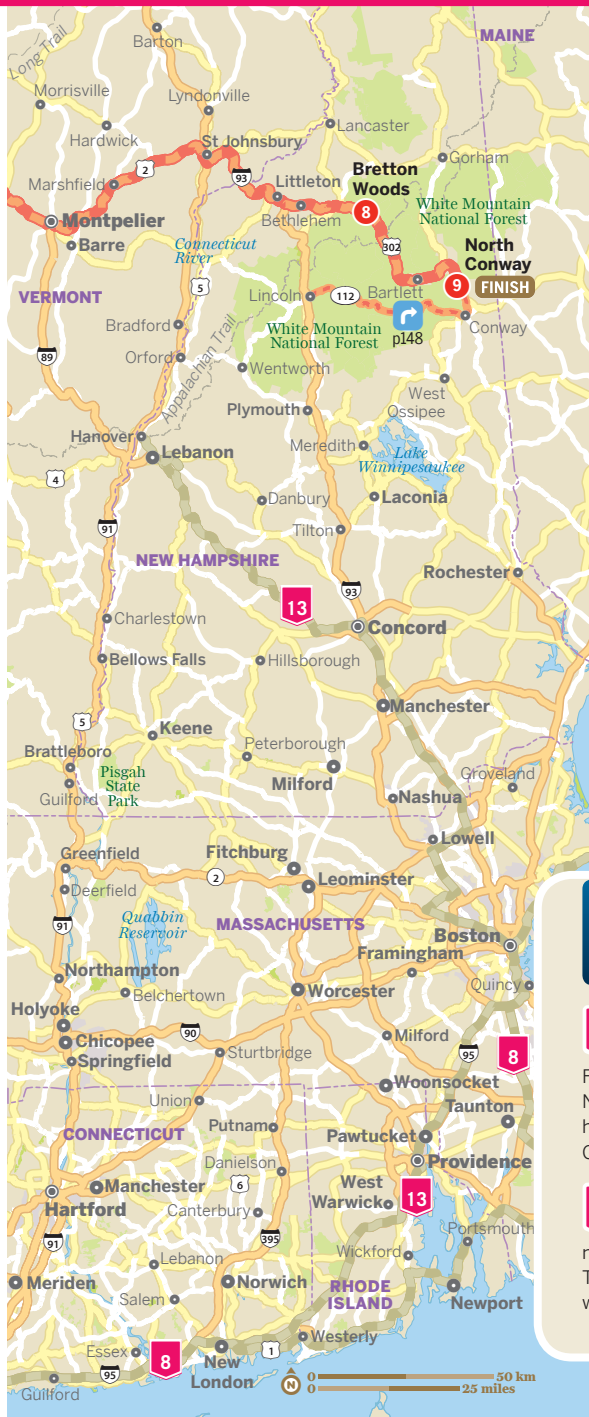 MAINE
Long Trail
Barton
Morrisville
Lyndonville
Hardwick
Lancaster
St Johnsbury
Gorham
2
93
Bretton
Woods
Marshfield
Littleton
8
White Mountain
National Forest
Bethlehem
Montpelier
Barre
Connecticut
River
302
North
Conway
9
FINISH
VERMONT
5
Lincoln
112
Bartlett
p148
Conway
Bradford
White Mountain
National Forest
Orford
Appalachian Trail
Wentworth
89
West
Ossipee
Plymouth
Hanover
Meredith
Lebanon
Lake
Winnipesaukee
4
Danbury
Laconia
91
Tilton
NEW HAMPSHIRE
Rochester
93
13
Charlestown
Concord
Bellows Falls
Hillsborough
Manchester
5
Keene
Peterborough
Brattleboro
Pisgah
State
Park
Milford
Groveland
Guilford
Nashua
Lowell
Greenfield
Fitchburg
2
Leominster
Deerfield
91
Quabbin
Reservoir
MASSACHUSETTS
Boston
Framingham
Northampton
Quincy
Belchertown
Worcester
Holyoke
90
Milford
Chicopee
95
8
Springfield
Sturbridge
Woonsocket
Union
Taunton
Putnam
CONNECTICUT
Pawtucket
Danielson
Providence
6
Manchester
West
Warwick
13
Hartford
Canterbury
91
395
Portsmouth
Wickford
Lebanon
Meriden
Norwich
RHODE
ISLAND
Salem
Newport
Essex
8
New
London
1
Westerly
95
Guilford
N
0 50 km
0 25 miles
F
N
h
C
r
T
w